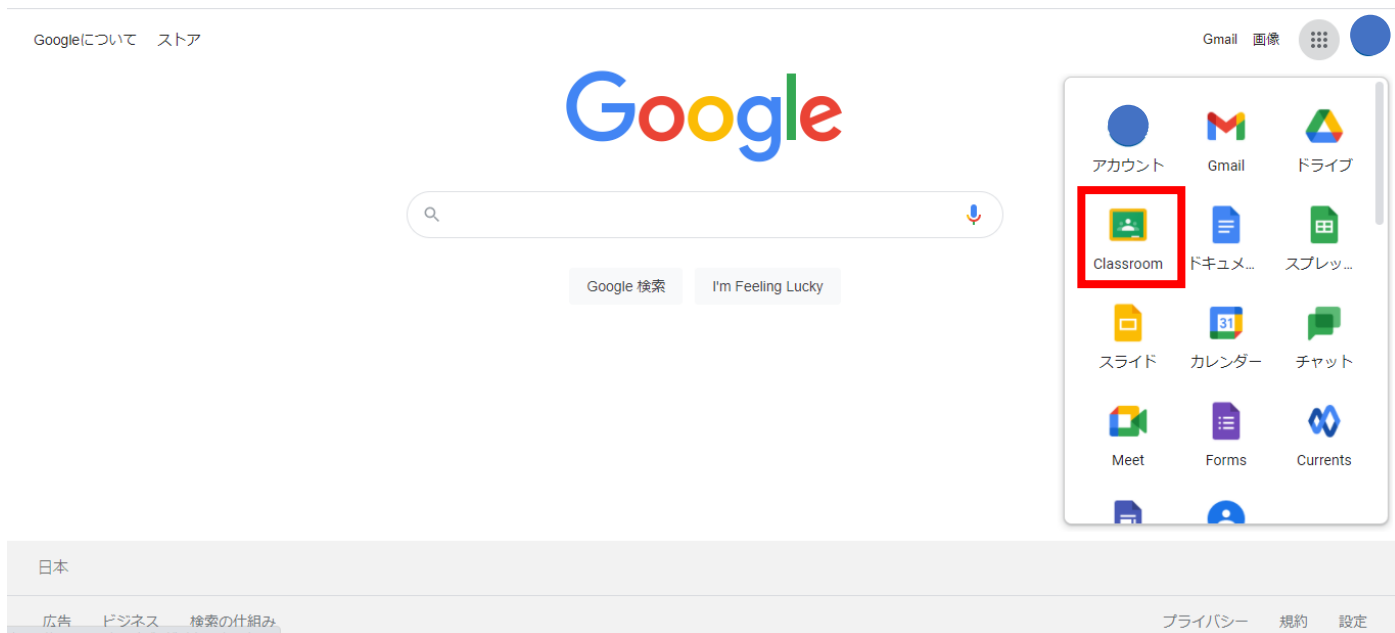 Googleについて ストア
Gmail 画像
Google
アカウント Gmail ドライブ
Classroom ドキュメ... スプレッ...
Google 検索 I'm Feeling Lucky
スライド カレンダー チャット
31
Meet Forms Currents
日本
広告 ビジネス 検索の仕組み
プライバシー 規約 設定